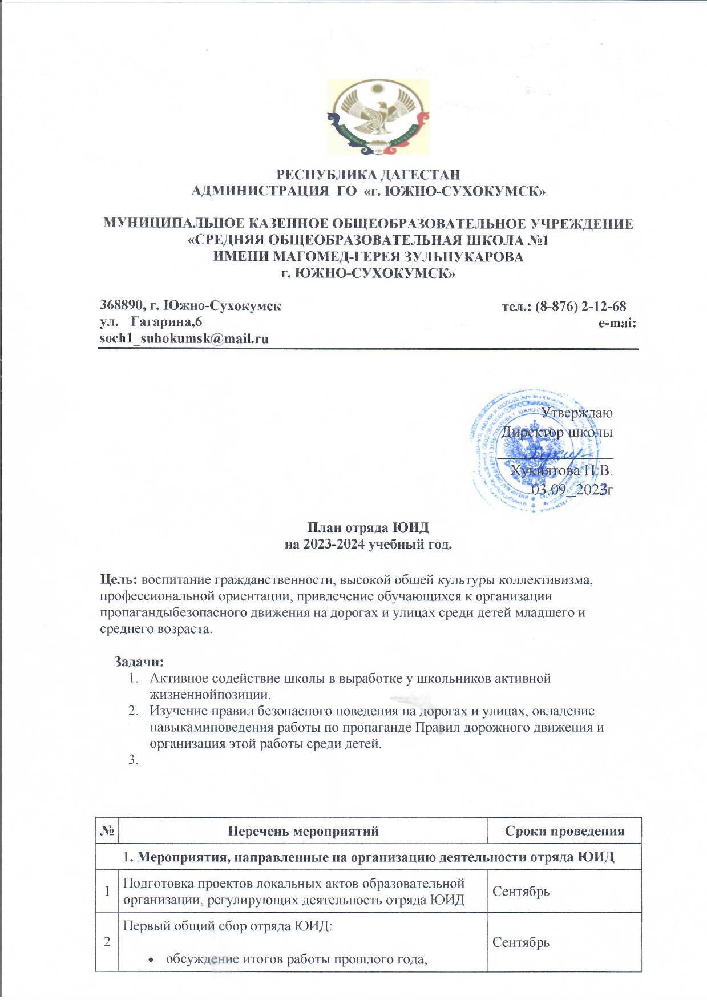 РЕСПУБЛИКА ДАГЕСТАН
АДМИНИСТРАЦИЯ ГО «г. ЮЖНО-СУХОКУМСК»
МУНИЦИПАЛЬНОЕ КАЗЕННОЕ ОБЩЕОБРАЗОВАТЕЛЬНОЕ УЧРЕЖДЕНИЕ
«СРЕДНЯЯ ОБЩЕОБРАЗОВАТЕЛЬНАЯ ШКОЛА №1
ИМЕНИ МАГОМЕД-ГЕРЕЯ ЗУЛЬПУКАРОВА
г. ЮЖНО-СУХОКУМСК»
368890, г. Южно-Сухокумск тел.: (8-876) 2-12-68
ул. Гагарина,6 e-mai:
soch1_suhokumsk@mail.ru
Утверждаю
Директор школы
Хукиятова Н.В.
03.09_2023г
План отряда ЮИД
на 2023-2024 учебный год.
Цель: воспитание гражданственности, высокой общей культуры коллективизма,
профессиональной ориентации, привлечение обучающихся к организации
пропагандыбезопасного движения на дорогах и улицах среди детей младшего и
среднего возраста.
Задачи:
1. Активное содействие школы в выработке у школьников активной
жизненнойпозиции.
2. Изучение правил безопасного поведения на дорогах и улицах, овладение
навыкамиповедения работы по пропаганде Правил дорожного движения и
организация этой работы среди детей.
3.
№ Перечень мероприятий Сроки проведения
1. Мероприятия, направленные на организацию деятельности отряда ЮИД
1 Подготовка проектов локальных актов образовательной
организации, регулирующих деятельность отряда ЮИД Сентябрь
2 Первый общий сбор отряда ЮИД: Сентябрь
• обсуждение итогов работы прошлого года,